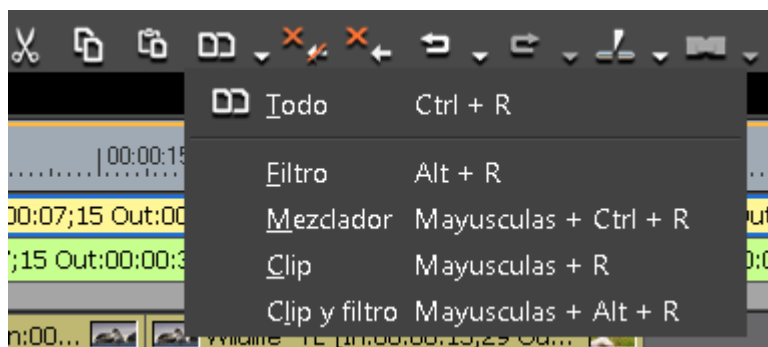 Todo Ctrl + R
00:00:15
Filtro Alt + R
00:07;15 Out:00
Mezclador Mayusculas + Ctrl + R
;15 Out:00:00:3
Clip Mayusculas + R
Clip y filtro Mayusculas + Alt + R
n:00...